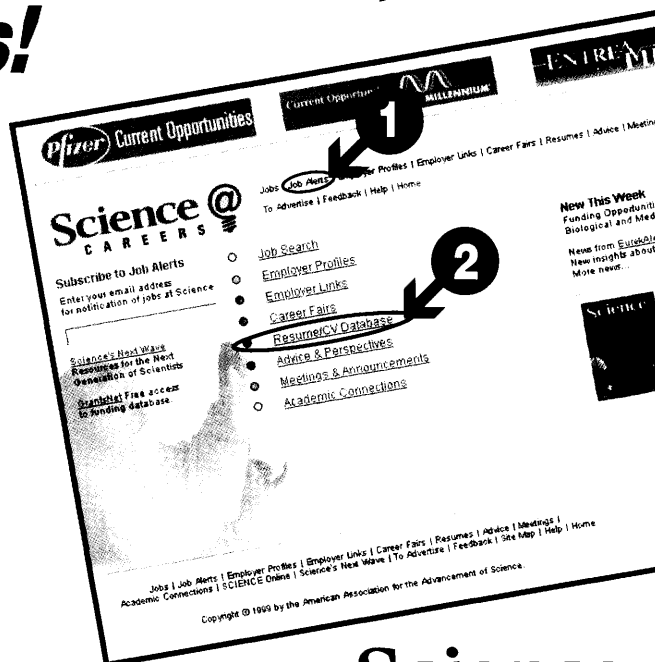 s!
Pfizer Current Opportunities
Current Opportuni
MILLENNIUM
1
Jobs | Job Alerts | Employer Profiles | Employer Links | Career Fairs | Resumes | Advice | Meetin
To Advertise | Feedback | Help | Home
Science @
CAREERS
Subscribe to Job Alerts
Enter your email address
for notification of jobs at Science
Science's Next Wave
Resources for the Next
Generation of Scientists
GrantsNet Free access
to funding database.
Job Search
Employer Profiles
Employer Links
Career Fairs
Resume/CV Database
Advice & Perspectives
Meetings & Announcements
Academic Connections
2
New This Week
Funding Opportuniti
Biological and Med
News from EurekAle
New insights about
More news...
Science
Jobs | Job Alerts | Employer Profiles | Employer Links | Career Fairs | Resumes | Advice | Meetings |
Academic Connections | SCIENCE Online | Science's Next Wave | To Advertise | Feedback | Site Map | Help | Home
Copyright © 1999 by the American Association for the Advancement of Science.